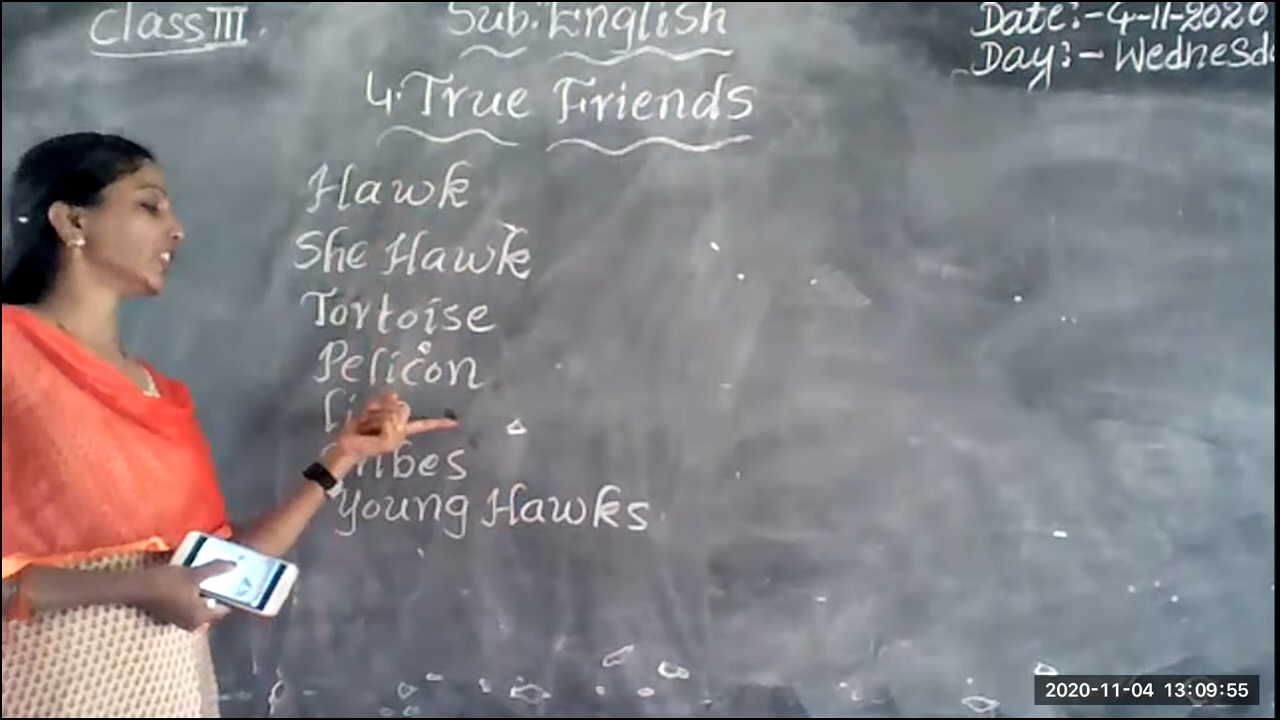 Class III.
Sub:English
Date:-4-11-2020
Day:- Wednesd
4.True Friends
Hawk
She Hawk
Tortoise
Pelicon
Young Hawks
2020-11-04 13:09:55